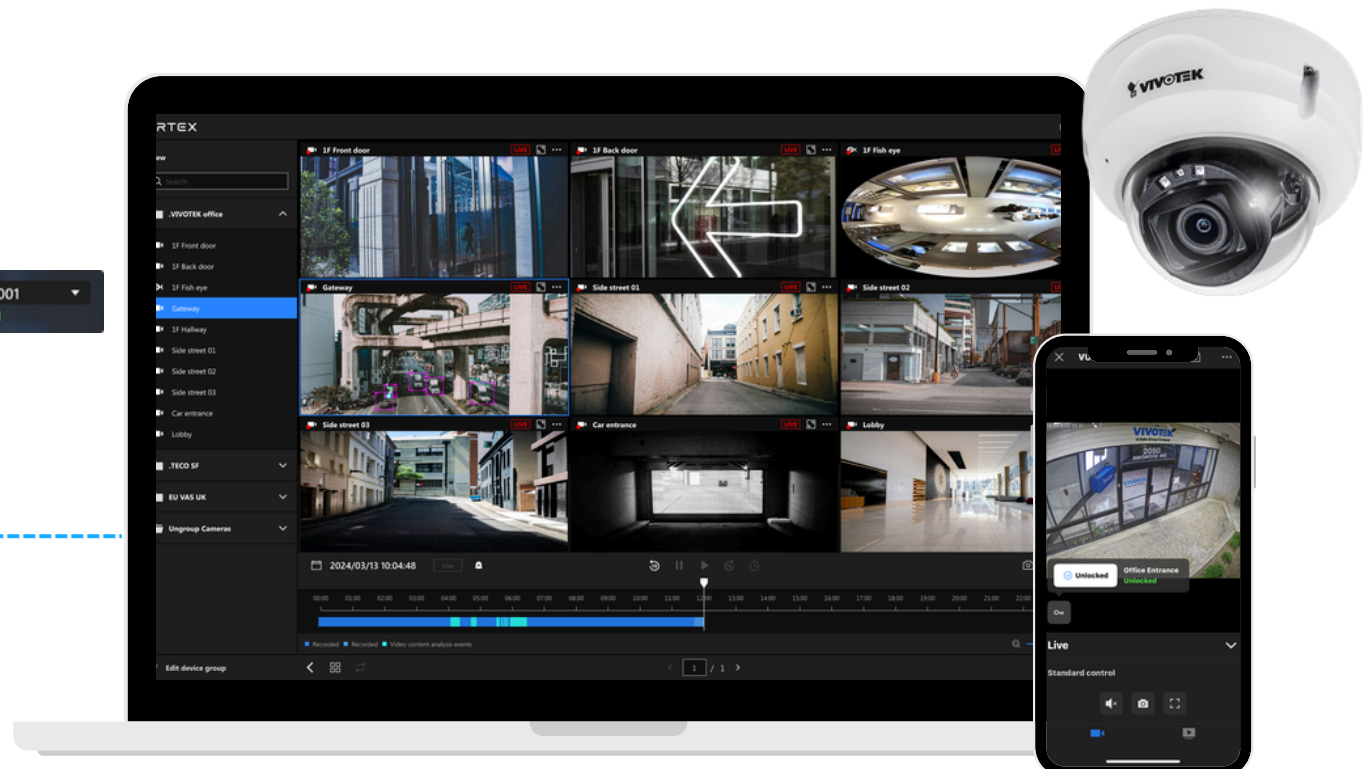 VIVOTEK
RTEX
ew
Search
.VIVOTEK office
1F Front door
1F Back door
1F Fish eye
Gateway
1F Hallway
Side street 01
Side street 02
Side street 03
Car entrance
Lobby
.TECO SF
EU VAS UK
Ungroup Cameras
Edit device group
001
1F Front door LIVE
1F Back door LIVE
1F Fish eye
Gateway LIVE
Side street 01 LIVE
Side street 02
Side street 03 LIVE
Car entrance LIVE
Lobby
2024/03/13 10:04:48 Live
00:00 01:00 02:00 03:00 04:00 05:00 06:00 07:00 08:00 09:00 10:00 11:00 12:00 13:00 14:00 15:00 16:00 17:00 18:00 19:00 20:00 21:00 22:00
Recorded Recorded Video content analysis events
1 / 1
VIVOTEK
2050
VIVOTEK
Unlocked
Office Entrance
Unlocked
Live
Standard control